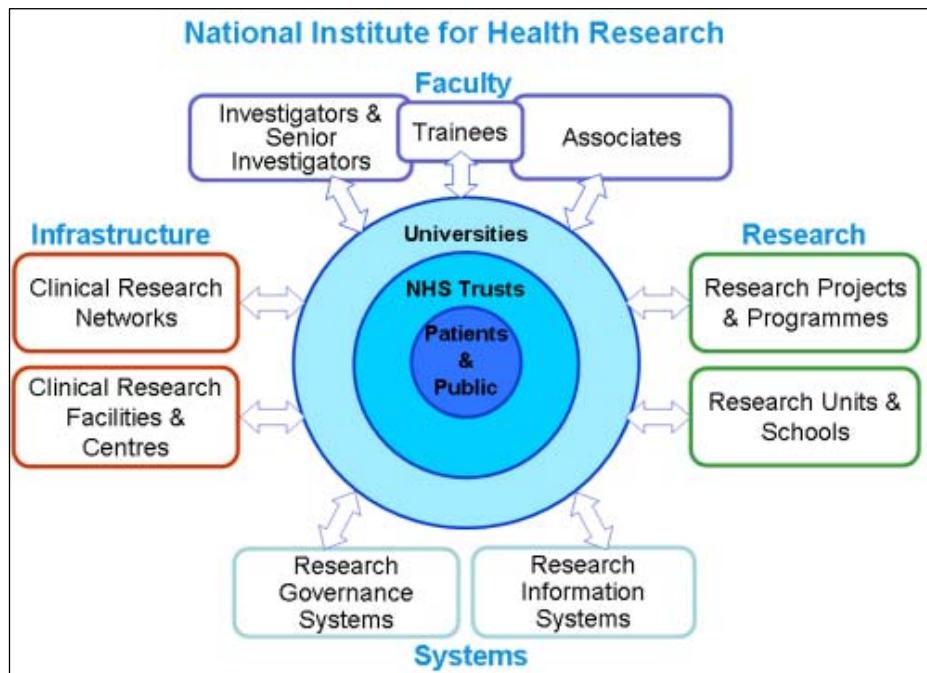 National Institute for Health Research
Faculty
Investigators &
Senior
Investigators
Trainees
Associates
Infrastructure
Clinical Research
Networks
Clinical Research
Facilities &
Centres
Universities
NHS Trusts
Patients
&
Public
Research
Research Projects
& Programmes
Research Units &
Schools
Research
Governance
Systems
Research
Information
Systems
Systems